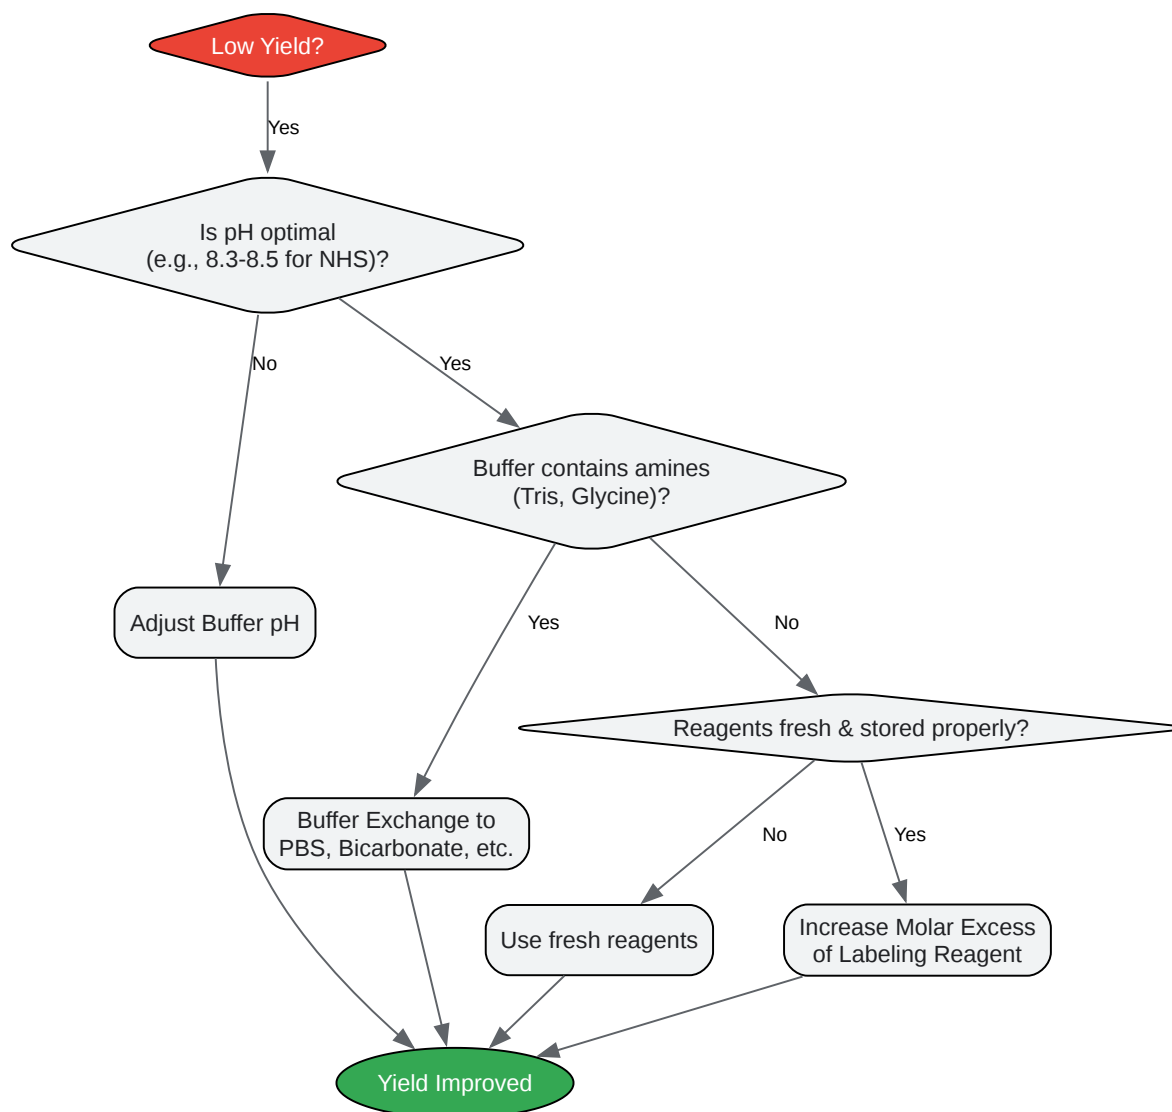 Low Yield?
Yes
Is pH optimal
(e.g., 8.3-8.5 for NHS)?
No
Yes
Buffer contains amines
(Tris, Glycine)?
Adjust Buffer pH
Yes
No
Reagents fresh & stored properly?
Buffer Exchange to
PBS, Bicarbonate, etc.
No
Yes
Use fresh reagents
Increase Molar Excess
of Labeling Reagent
Yield Improved